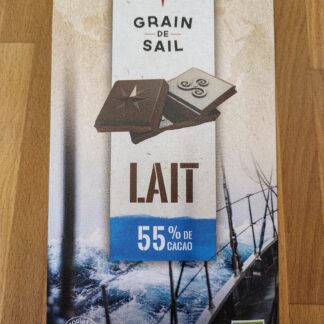 GRAIN
DE
SAIL
LAIT
55% DE
CACAO